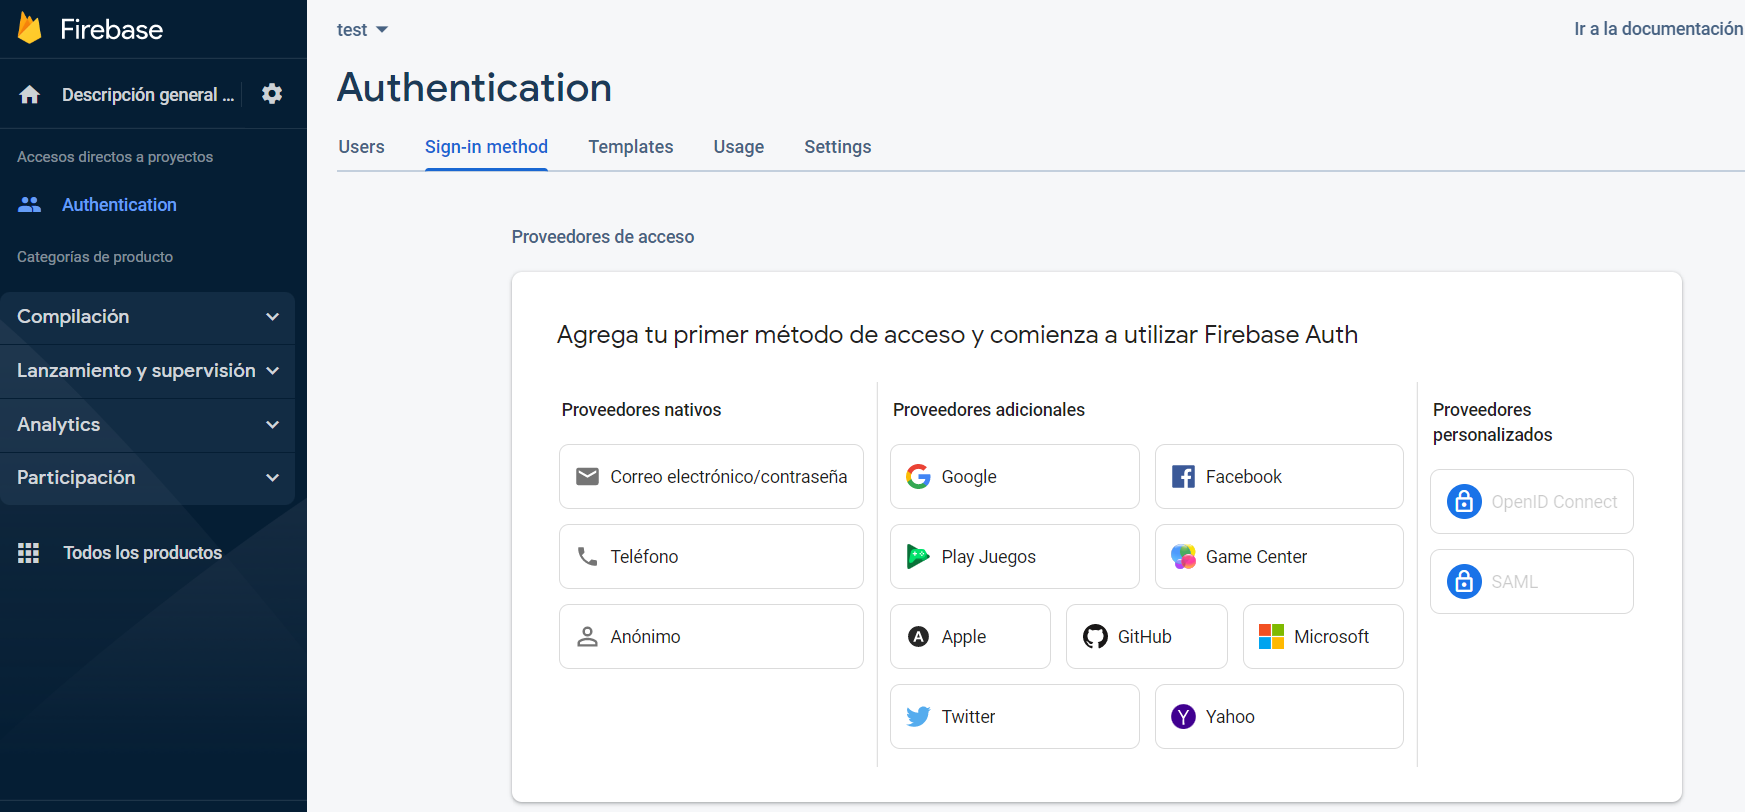 Firebase
Descripción general ...
Accesos directos a proyectos
Authentication
Categorías de producto
Compilación
Lanzamiento y supervisión
Analytics
Participación
Todos los productos
test
Ir a la documentación
Authentication
Users Sign-in method Templates Usage Settings
Proveedores de acceso
Agrega tu primer método de acceso y comienza a utilizar Firebase Auth
Proveedores nativos
Correo electrónico/contraseña
Teléfono
Anónimo
Proveedores adicionales
Google Facebook
Play Juegos Game Center
Apple GitHub Microsoft
Twitter Yahoo
Proveedores
personalizados
OpenID Connect
SAML